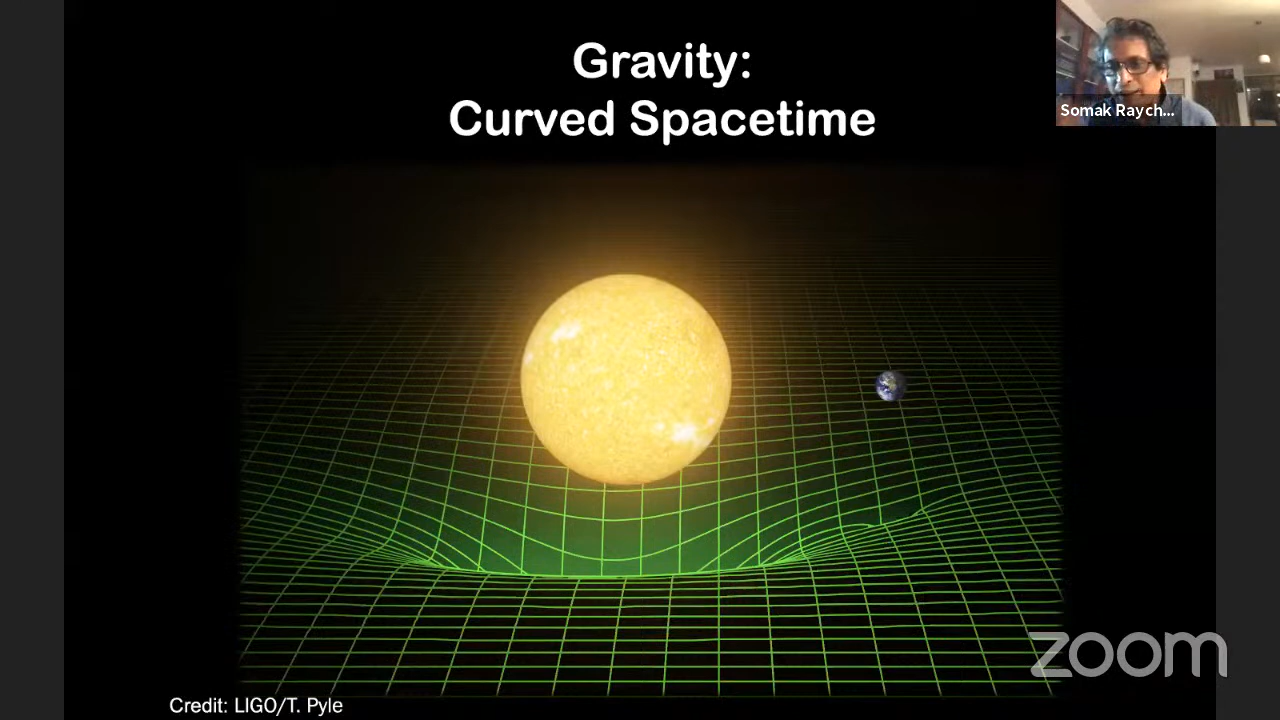 Gravity:
Curved Spacetime
Somak Raych...
zoom
Credit: LIGO/T. Pyle